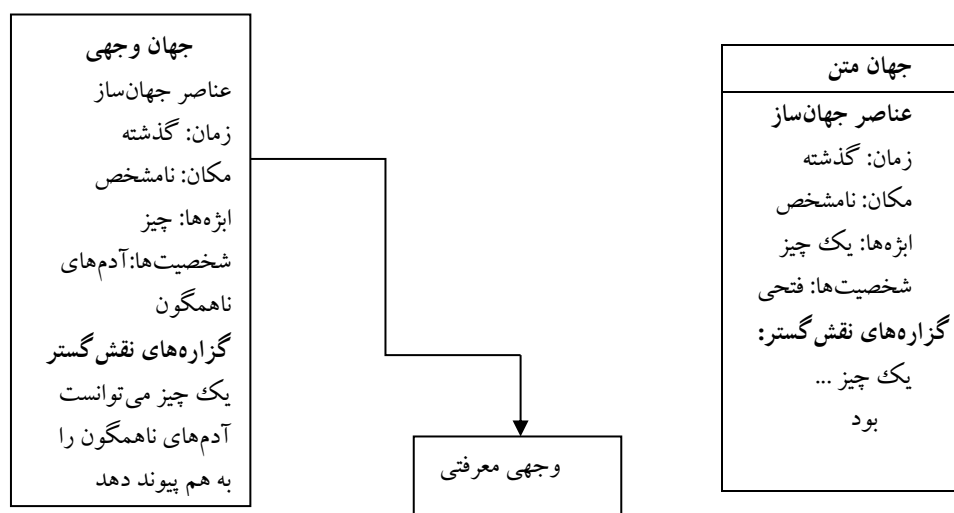 جهان متن
عناصر جهان‌ساز
زمان: گذشته
مکان: نامشخص
ابژه‌ها: یک چیز
شخصیت‌ها: فتحی
گزاره‌های نقش‌گستر:
یک چیز ...
بود
جهان وجهی
عناصر جهان‌ساز
زمان: گذشته
مکان: نامشخص
ابژه‌ها: چیز
شخصیت‌ها:آدم‌های
ناهمگون
گزاره‌های نقش‌گستر
یک چیز می‌توانست
آدم‌های ناهمگون را
به هم پیوند دهد
وجهی معرفتی